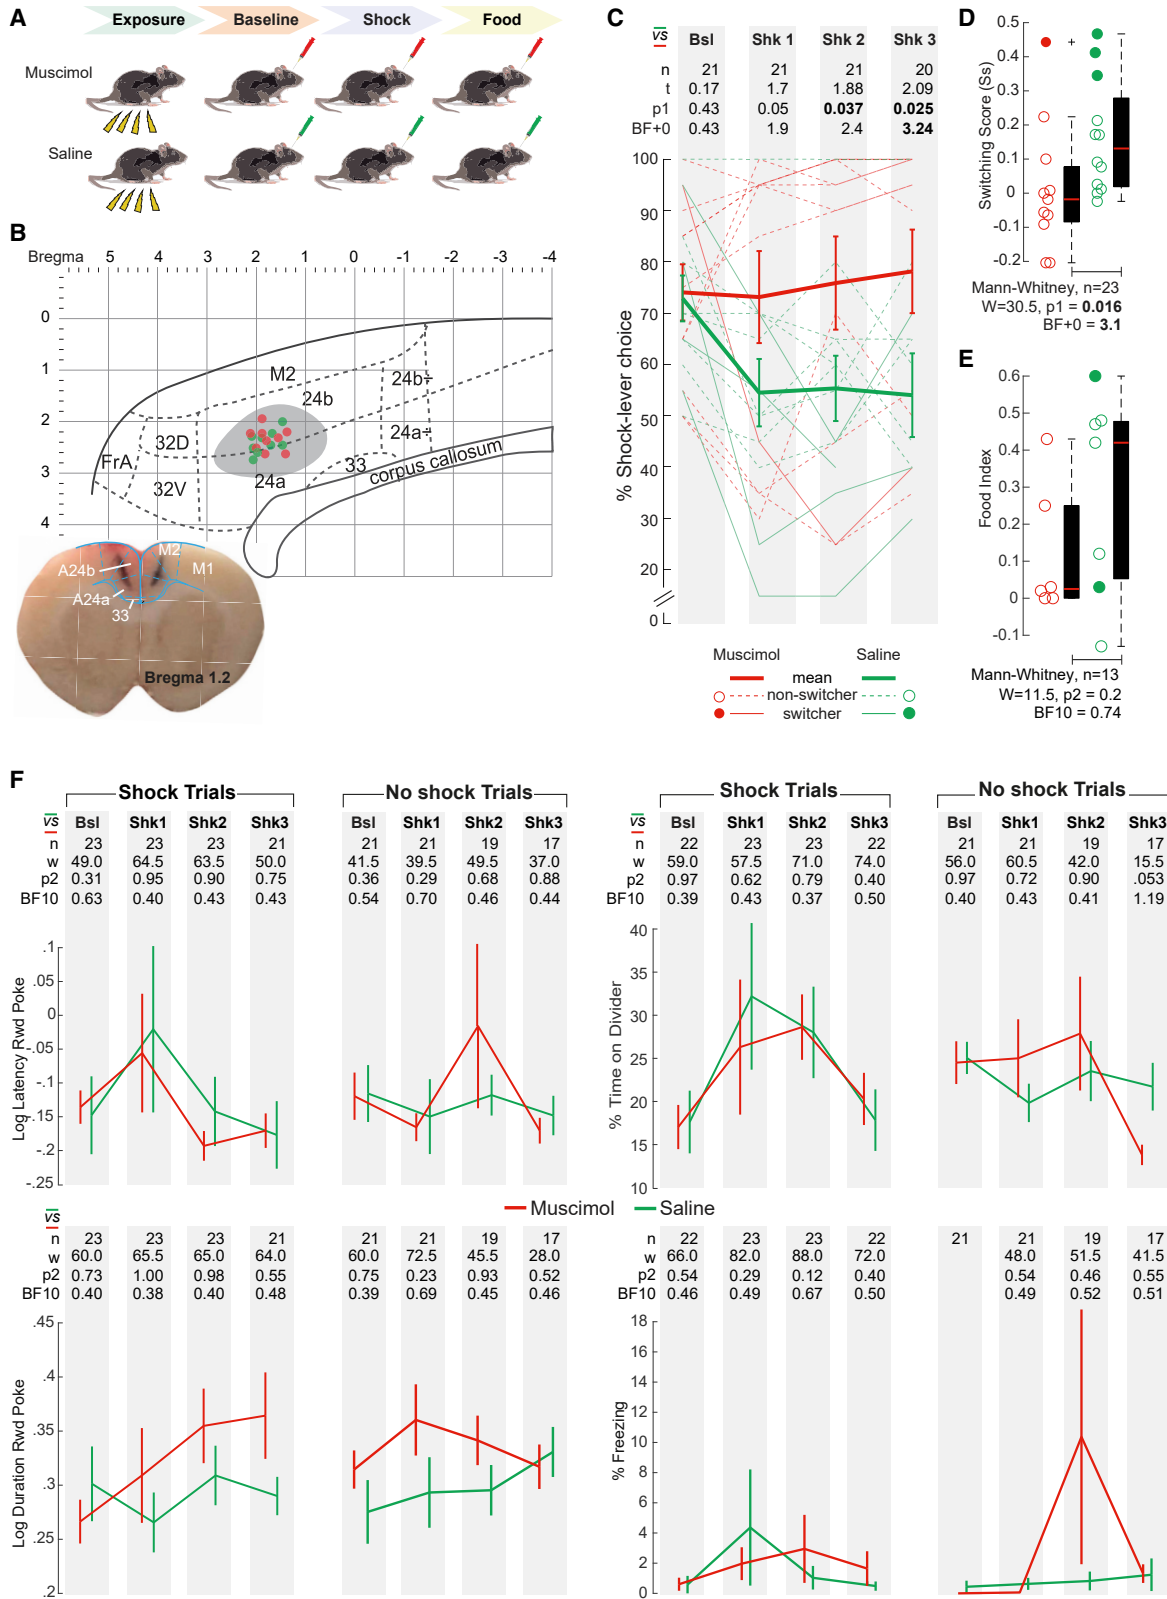 A
Exposure Baseline Shock Food
Muscimol
Saline
B
Bregma 5 4 3 2 1 0 -1 -2 -3 -4
0
1
2
3
4
M2
24b
24b'
32D
24a'
FrA
33
corpus callosum
32V
24a
M2
A24b
M1
A24a
33
Bregma 1.2
C
vs Bsl Shk 1 Shk 2 Shk 3
n 21 21 21 20
t 0.17 1.7 1.88 2.09
p1 0.43 0.05 0.037 0.025
BF+0 0.43 1.9 2.4 3.24
% Shock-lever choice
100
90
80
70
60
50
40
30
20
0
Muscimol Saline
mean
non-switcher
switcher
D
Switching Score (Ss)
0.5
0.4
0.3
0.2
0.1
0
-0.1
-0.2
Mann-Whitney, n=23
W=30.5, p1 = 0.016
BF+0 = 3.1
E
Food Index
0.6
0.5
0.4
0.3
0.2
0.1
0
-0.1
Mann-Whitney, n=13
W=11.5, p2 = 0.2
BF10 = 0.74
F
Shock Trials No shock Trials
vs Bsl Shk1 Shk2 Shk3 Bsl Shk1 Shk2 Shk3
n 23 23 23 21 21 21 19 17
w 49.0 64.5 63.5 50.0 41.5 39.5 49.5 37.0
p2 0.31 0.95 0.90 0.75 0.36 0.29 0.68 0.88
BF10 0.63 0.40 0.43 0.43 0.54 0.70 0.46 0.44
Log Latency Rwd Poke
.1
.05
0
-.05
-.1
-.15
-.2
-.25
Shock Trials No shock Trials
vs Bsl Shk1 Shk2 Shk3 Bsl Shk1 Shk2 Shk3
n 22 23 23 22 21 21 19 17
w 59.0 57.5 71.0 74.0 56.0 60.5 42.0 15.5
p2 0.97 0.62 0.79 0.40 0.97 0.72 0.90 .053
BF10 0.39 0.43 0.37 0.50 0.40 0.43 0.41 1.19
% Time on Divider
40
35
30
25
20
15
10
Muscimol Saline
vs
n 23 23 23 21 21 21 19 17
w 60.0 65.5 65.0 64.0 60.0 72.5 45.5 28.0
p2 0.73 1.00 0.98 0.55 0.75 0.23 0.93 0.52
BF10 0.40 0.38 0.40 0.48 0.39 0.69 0.45 0.46
Log Duration Rwd Poke
.45
.4
.35
.3
.25
.2
n 22 23 23 22 21 21 19 17
w 66.0 82.0 88.0 72.0 48.0 51.5 41.5
p2 0.54 0.29 0.12 0.40 0.54 0.46 0.55
BF10 0.46 0.49 0.67 0.50 0.49 0.52 0.51
% Freezing
18
16
14
12
10
8
6
4
2
0